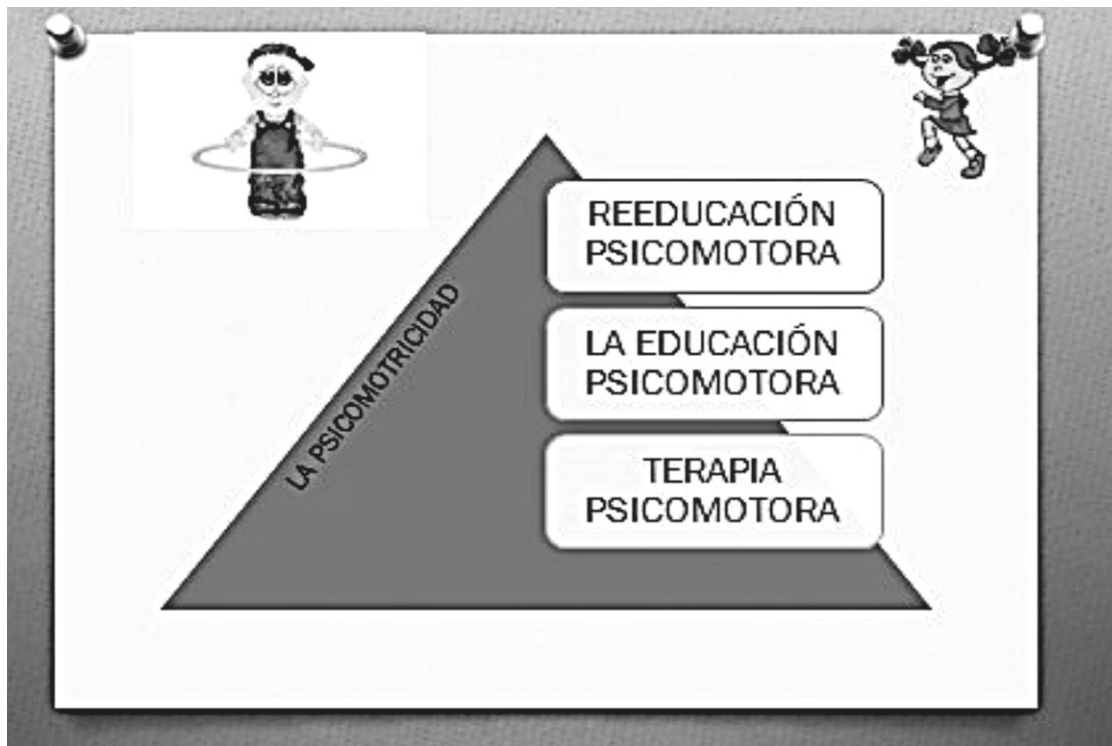 LA PSICOMOTRICIDAD
REEDUCACIÓN
PSICOMOTORA
LA EDUCACIÓN
PSICOMOTORA
TERAPIA
PSICOMOTORA